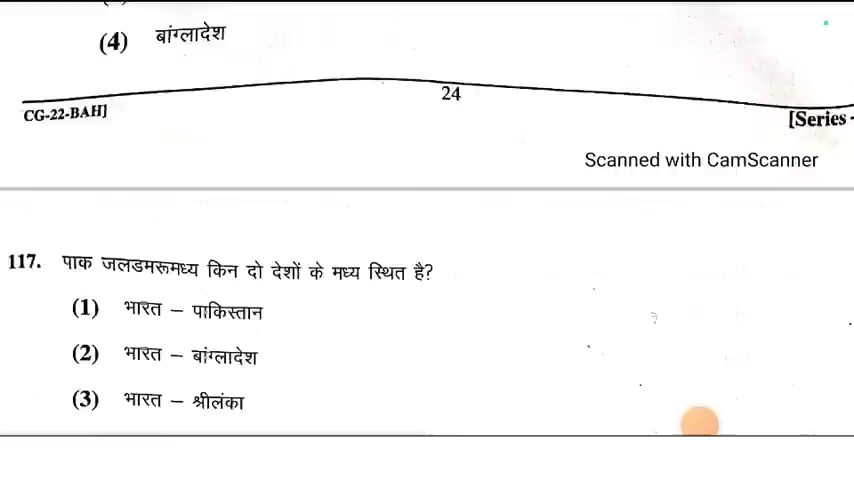 (4) बांग्लादेश
24
CG-22-BAH]
[Series
Scanned with CamScanner
117. पाक जलडमरूमध्य किन दो देशों के मध्य स्थित है?
(1) भारत – पाकिस्तान
(2) भारत – बांग्लादेश
(3) भारत – श्रीलंका